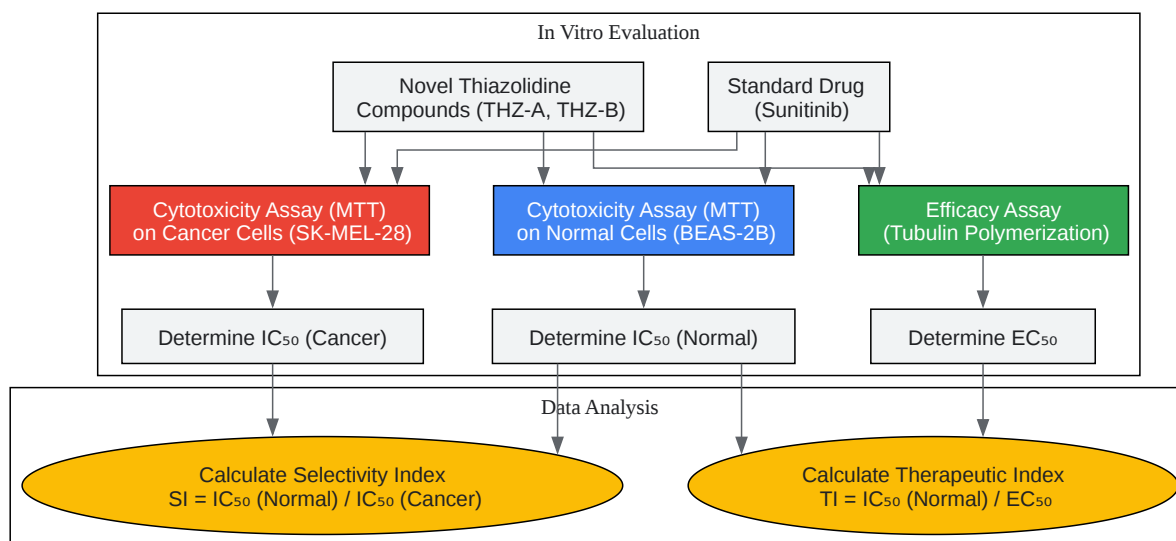 In Vitro Evaluation
Novel Thiazolidine
Compounds (THZ-A, THZ-B)
Standard Drug
(Sunitinib)
Cytotoxicity Assay (MTT)
on Cancer Cells (SK-MEL-28)
Cytotoxicity Assay (MTT)
on Normal Cells (BEAS-2B)
Efficacy Assay
(Tubulin Polymerization)
Determine IC₅₀ (Cancer)
Determine IC₅₀ (Normal)
Determine EC₅₀
Data Analysis
Calculate Selectivity Index
SI = IC₅₀ (Normal) / IC₅₀ (Cancer)
Calculate Therapeutic Index
TI = IC₅₀ (Normal) / EC₅₀